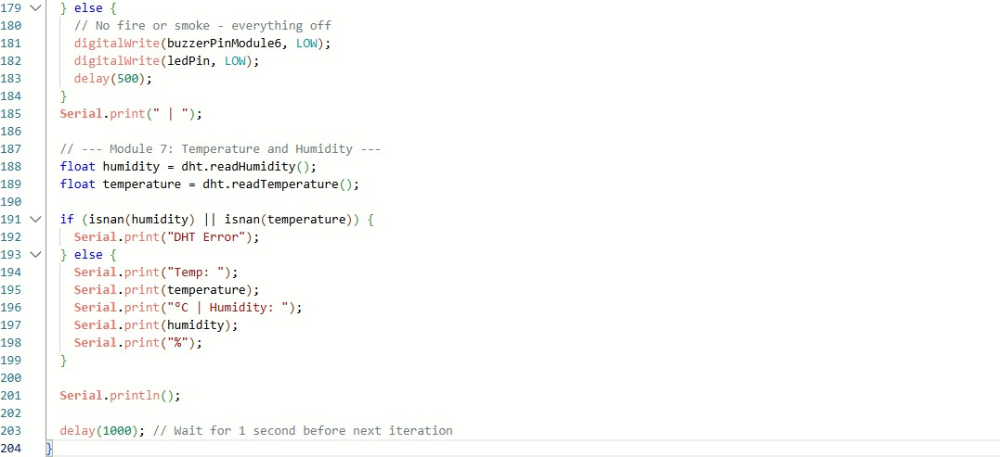 179 } else {
180 // No fire or smoke - everything off
181 digitalWrite(buzzerPinModule6, LOW);
182 digitalWrite(ledPin, LOW);
183 delay(500);
184 }
185 Serial.print(" | ");
186
187 // --- Module 7: Temperature and Humidity ---
188 float humidity = dht.readHumidity();
189 float temperature = dht.readTemperature();
190
191 if (isnan(humidity) || isnan(temperature)) {
192 Serial.print("DHT Error");
193 } else {
194 Serial.print("Temp: ");
195 Serial.print(temperature);
196 Serial.print("°C | Humidity: ");
197 Serial.print(humidity);
198 Serial.print("%");
199 }
200
201 Serial.println();
202
203 delay(1000); // Wait for 1 second before next iteration
204 }